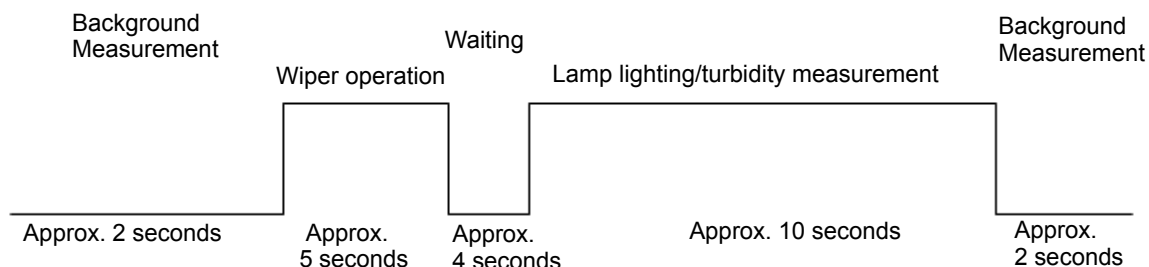 Background
Measurement
Wiper operation
Waiting
Lamp lighting/turbidity measurement
Background
Measurement
Approx. 2 seconds
Approx.
5 seconds
Approx.
4 seconds
Approx. 10 seconds
Approx.
2 seconds